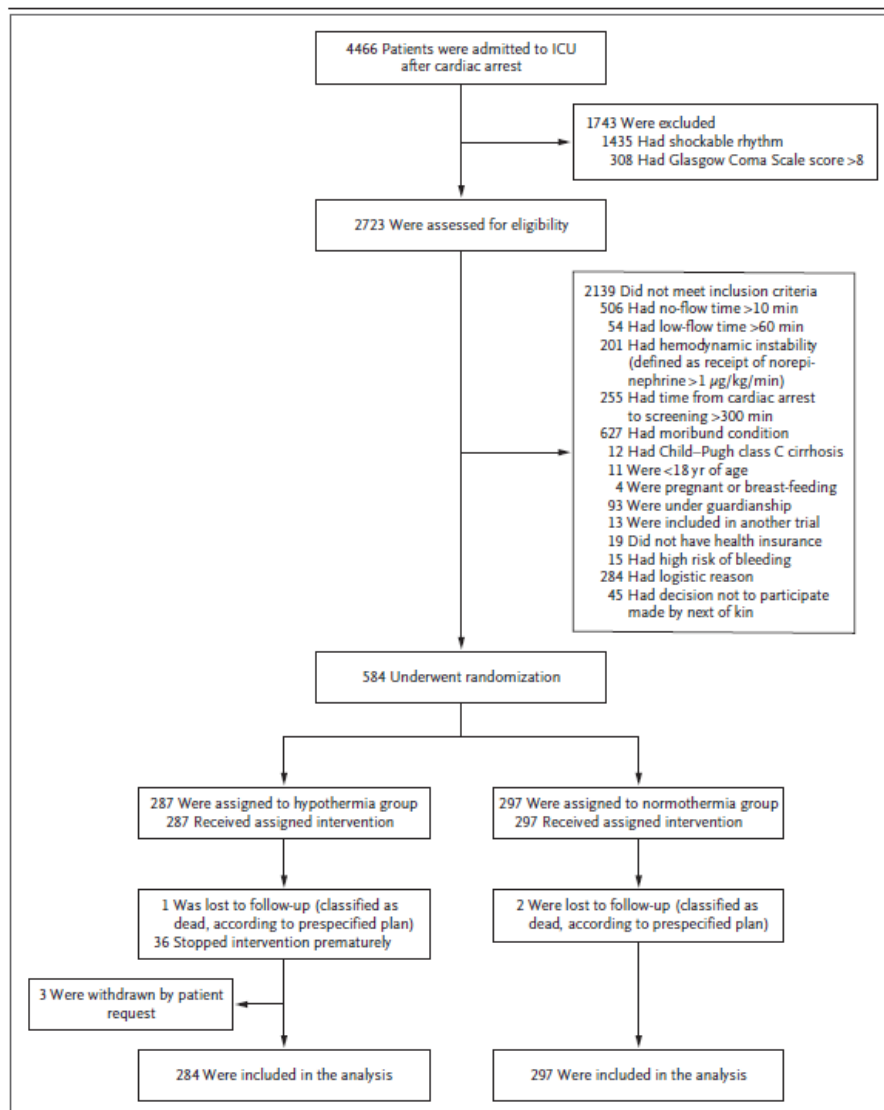 4466 Patients were admitted to ICU
after cardiac arrest
1743 Were excluded
1435 Had shockable rhythm
308 Had Glasgow Coma Scale score >8
2723 Were assessed for eligibility
2139 Did not meet inclusion criteria
506 Had no-flow time >10 min
54 Had low-flow time >60 min
201 Had hemodynamic instability
(defined as receipt of norepi-
nephrine >1 μg/kg/min)
255 Had time from cardiac arrest
to screening >300 min
627 Had moribund condition
12 Had Child–Pugh class C cirrhosis
11 Were <18 yr of age
4 Were pregnant or breast-feeding
93 Were under guardianship
13 Were included in another trial
19 Did not have health insurance
15 Had high risk of bleeding
284 Had logistic reason
45 Had decision not to participate
made by next of kin
584 Underwent randomization
287 Were assigned to hypothermia group
287 Received assigned intervention
297 Were assigned to normothermia group
297 Received assigned intervention
1 Was lost to follow-up (classified as
dead, according to prespecified plan)
36 Stopped intervention prematurely
2 Were lost to follow-up (classified as
dead, according to prespecified plan)
3 Were withdrawn by patient
request
284 Were included in the analysis
297 Were included in the analysis